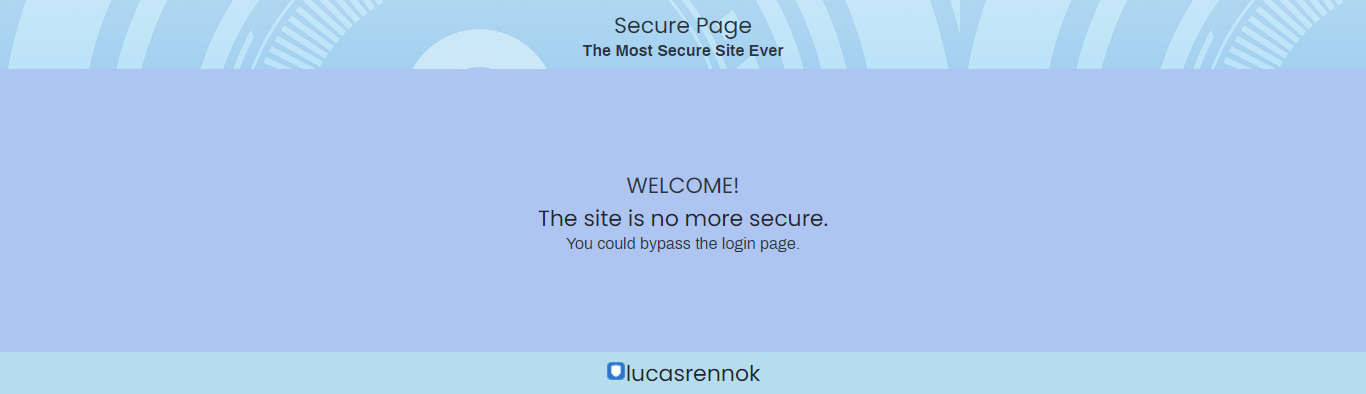 Secure Page
The Most Secure Site Ever
WELCOME!
The site is no more secure.
You could bypass the login page.
lucasrennok